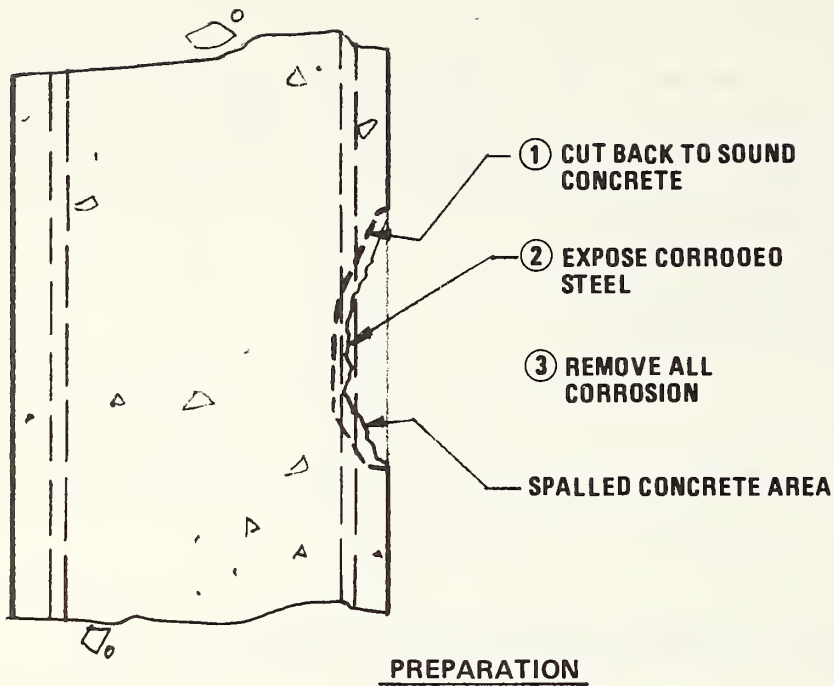 ① CUT BACK TO SOUND
CONCRETE
② EXPOSE CORROOEO
STEEL
③ REMOVE ALL
CORROSION
SPALLED CONCRETE AREA
PREPARATION